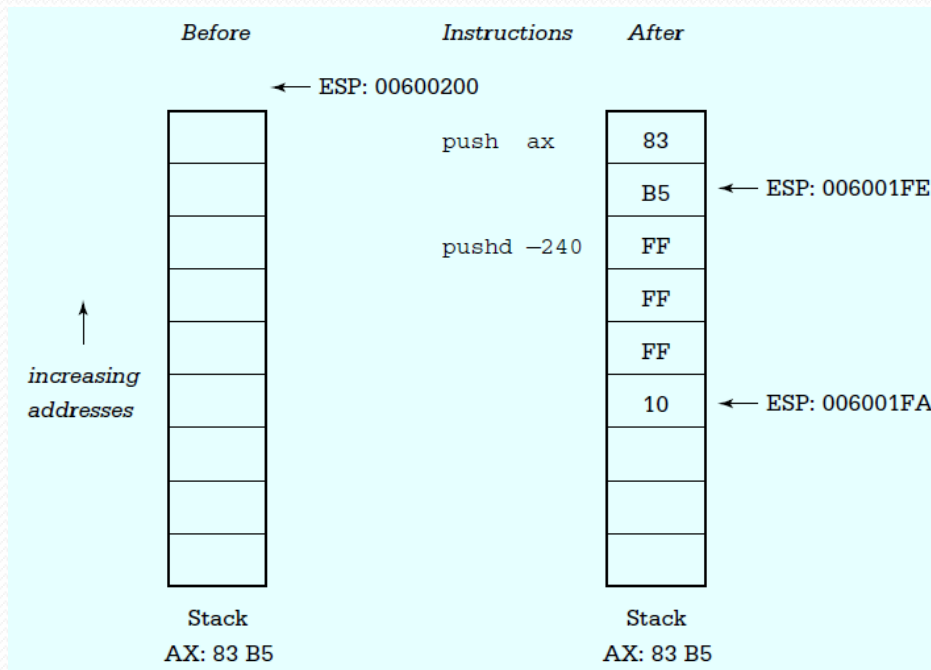 Before Instructions After
ESP: 00600200
push ax 83
B5 ESP: 006001FE
pushd –240 FF
FF
FF
increasing
addresses
10 ESP: 006001FA
Stack Stack
AX: 83 B5 AX: 83 B5